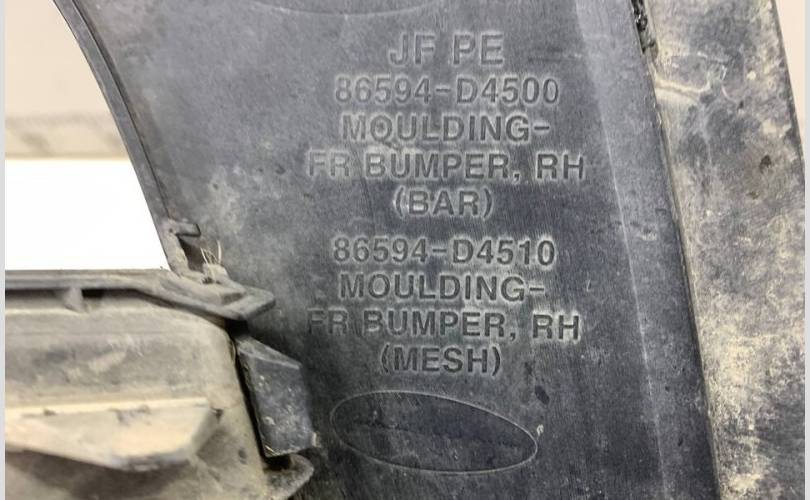 JF PE
86594-D4500
MOULDING-
FR BUMPER, RH
(BAR)
86594-D4510
MOULDING-
FR BUMPER, RH
(MESH)